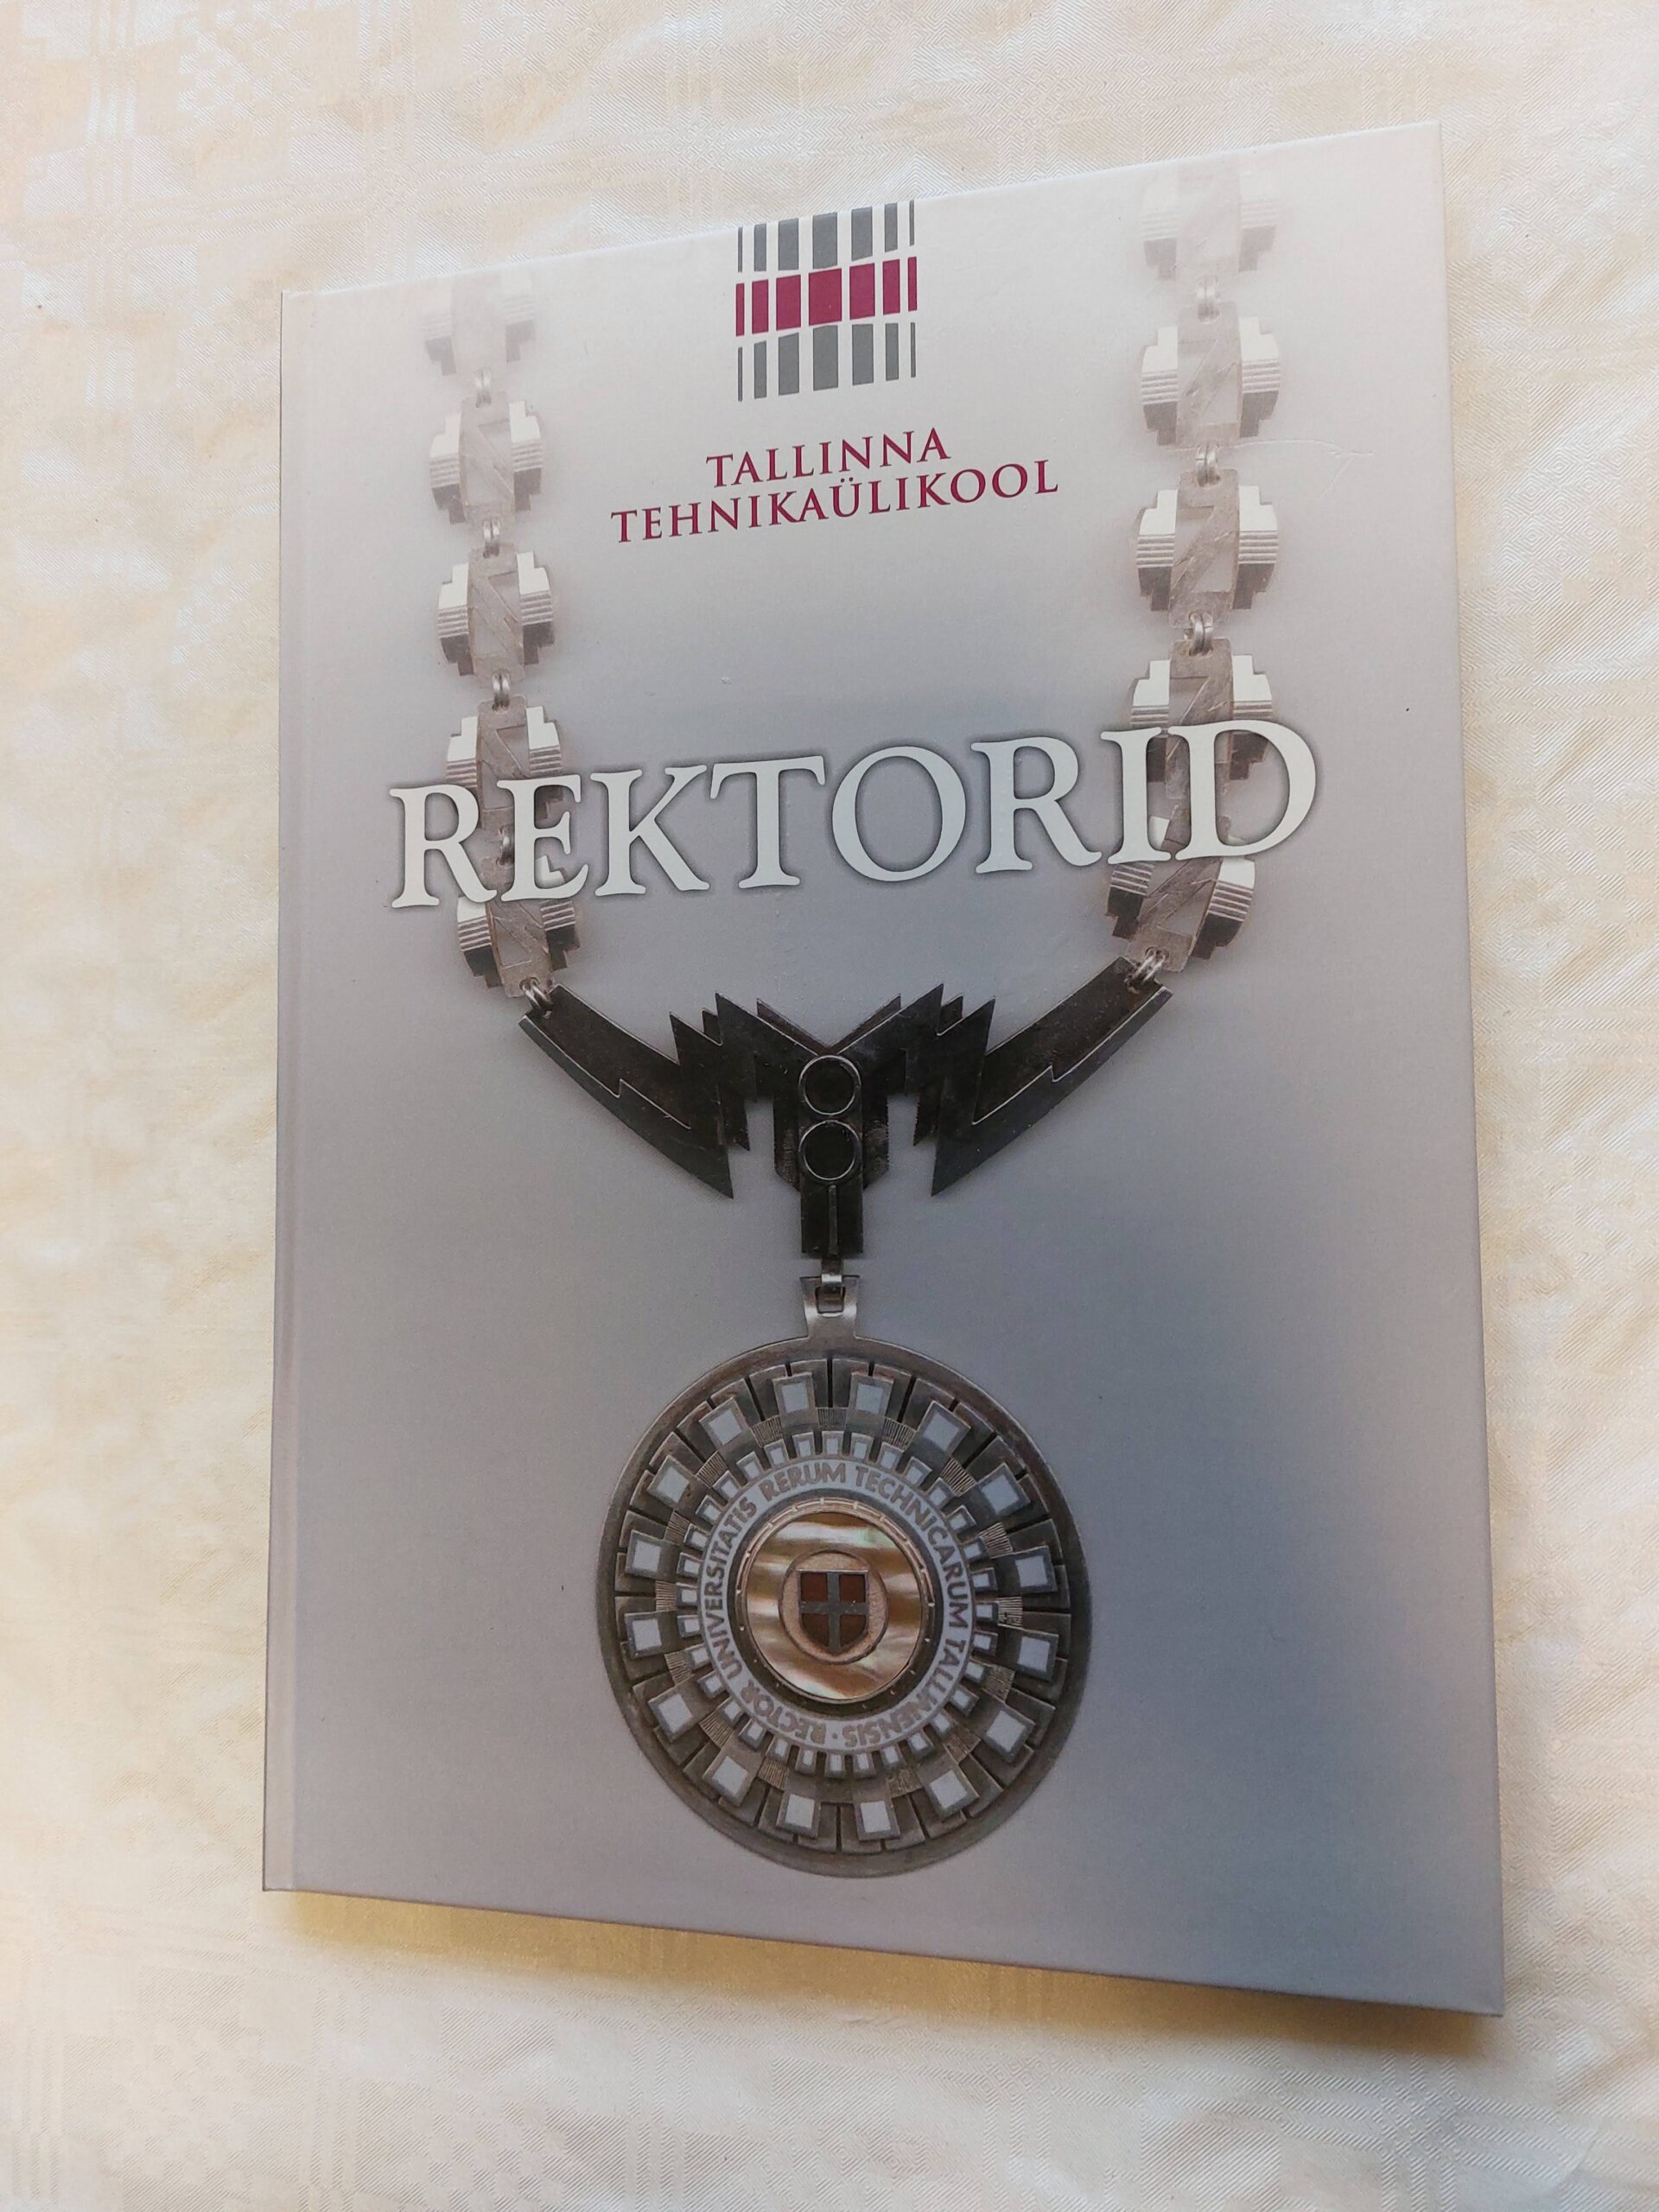 TALLINNA
TEHNIKAÜLIKOOL
REKTORID
RECTOR UNIVERSITATIS RERUM TECHNICARUM TALLINNENSIS ·